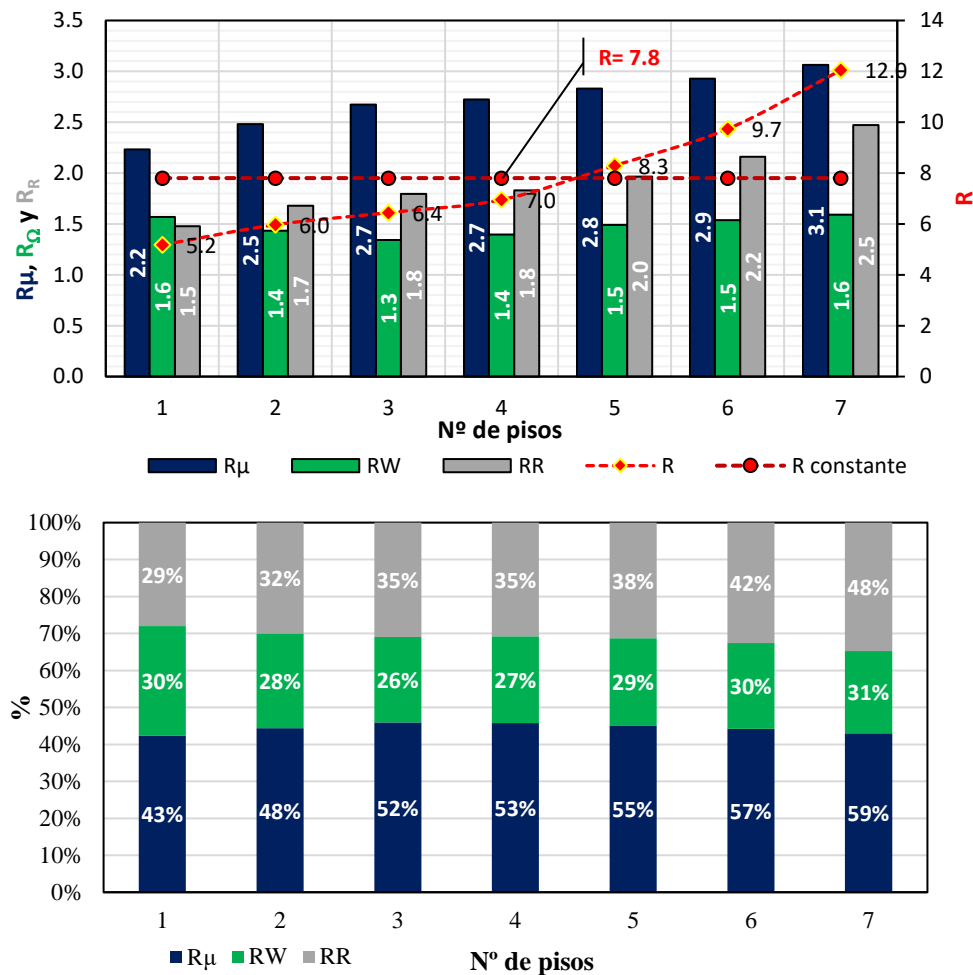 3.5
3.0
2.5
2.0
1.5
1.0
0.5
0.0
Rμ, RΩ y RR
14
12
10
8
6
4
2
0
R
R= 7.8
5.2
6.0
6.4
7.0
8.3
9.7
12.0
2.2 1.6 1.5
2.5 1.4 1.7
2.7 1.3 1.8
2.7 1.4 1.8
2.8 1.5 2.0
2.9 1.5 2.2
3.1 1.6 2.5
1 2 3 4 5 6 7
Nº de pisos
Rμ RW RR R R constante
100%
90%
80%
70%
60%
50%
40%
30%
20%
10%
0%
%
29% 32% 35% 35% 38% 42% 48%
30% 28% 26% 27% 29% 30% 31%
43% 48% 52% 53% 55% 57% 59%
1 2 3 4 5 6 7
Rμ RW RR
Nº de pisos